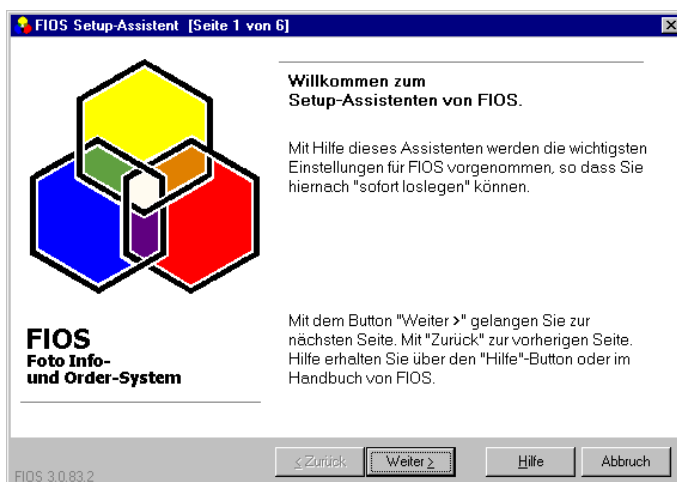 FIOS Setup-Assistent [Seite 1 von 6]
Willkommen zum
Setup-Assistenten von FIOS.
Mit Hilfe dieses Assistenten werden die wichtigsten
Einstellungen für FIOS vorgenommen, so dass Sie
hiernach "sofort loslegen" können.
FIOS
Foto Info-
und Order-System
Mit dem Button "Weiter >" gelangen Sie zur
nächsten Seite. Mit "Zurück" zur vorherigen Seite.
Hilfe erhalten Sie über den "Hilfe"-Button oder im
Handbuch von FIOS.
< Zurück
Weiter >
Hilfe
Abbruch
FIOS 3.0.83.2